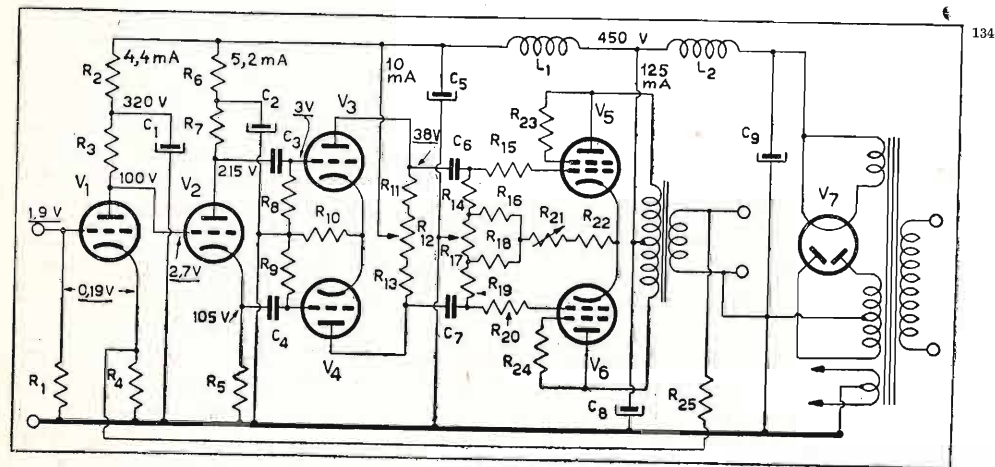 134
450 V
4,4 mA
5,2 mA
10 mA
L1
L2
125 mA
R2
R6
C5
V5
320 V
C2
3V
V3
R23
C1
R7
C3
38V
C6
R15
C9
R3
V1
100 V
V2
215 V
R8
R11
R14
R16
V7
1,9 V
R10
R12
R18
R21
R22
2,7V
R9
R17
0,19V
R13
R19
105 V
C4
V4
C7
R20
V6
R24
R1
R4
R5
C8
R25